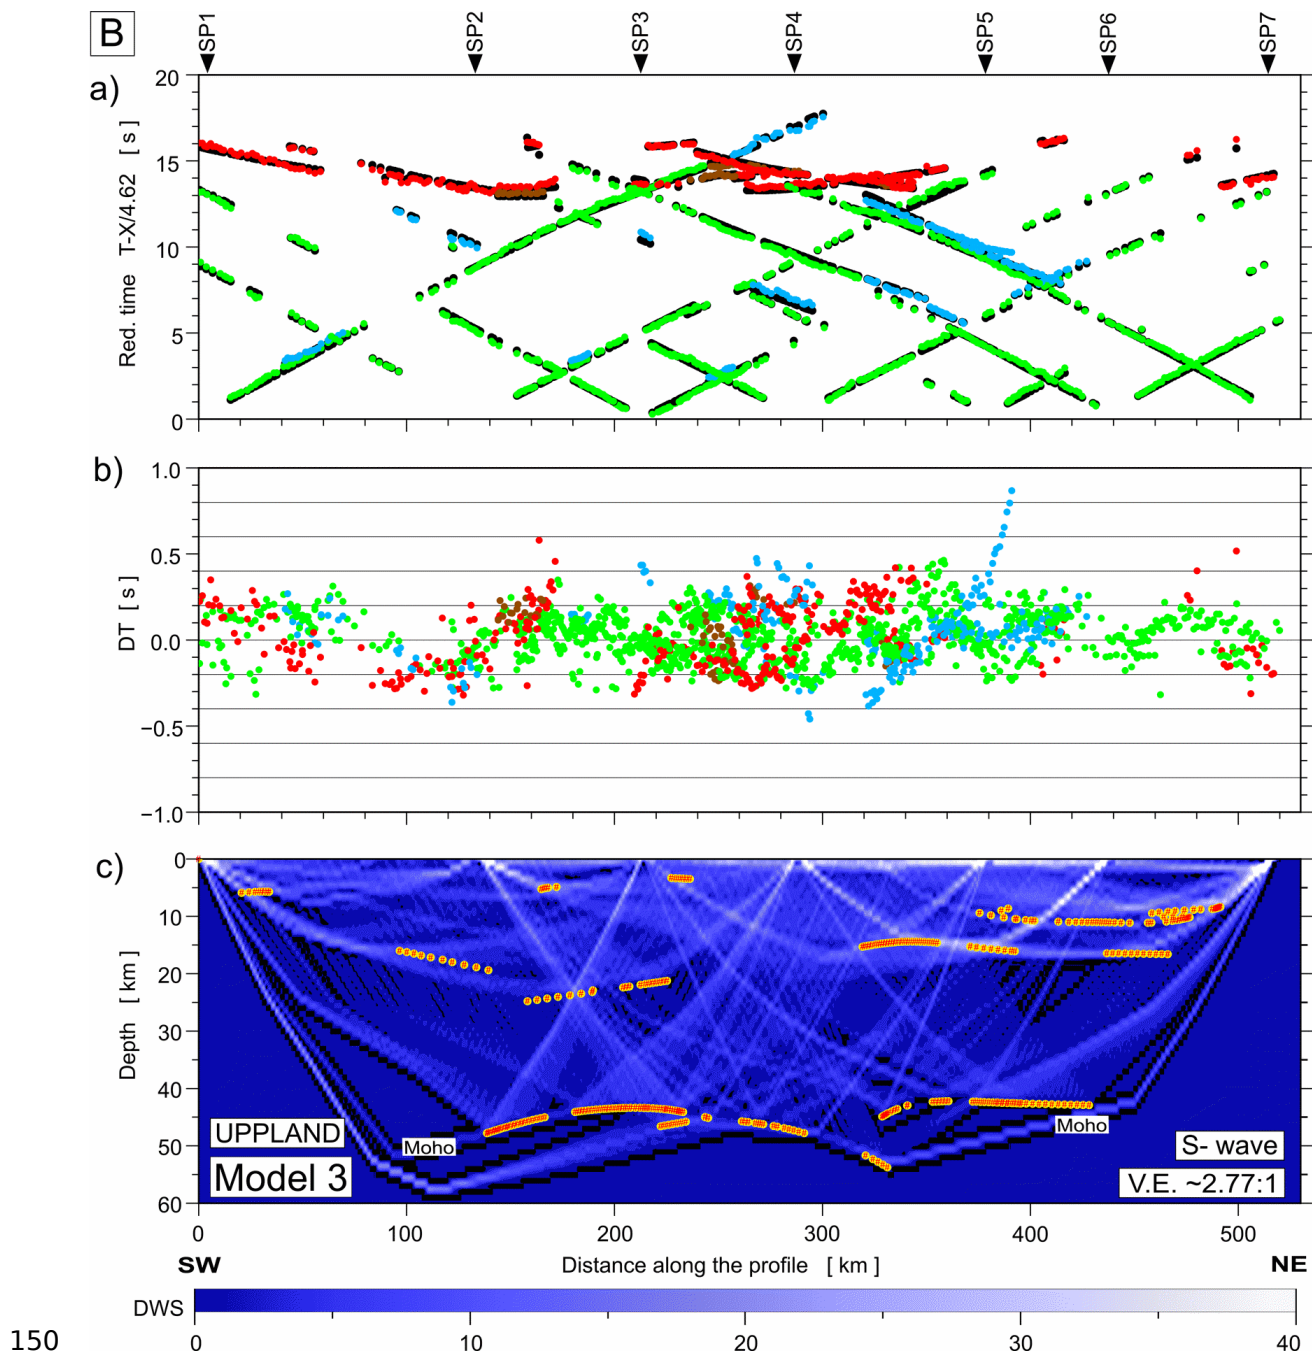 B
SP1 SP2 SP3 SP4 SP5 SP6 SP7
a)
20
15
10
5
0
Red. time T-X/4.62 [ s ]
b)
1.0
0.5
0.0
−0.5
−1.0
DT [ s ]
c)
0
10
20
30
40
50
60
Depth [ km ]
UPPLAND
Moho
Moho
Model 3
S- wave
V.E. ~2.77:1
0 100 200 300 400 500
SW Distance along the profile [ km ] NE
DWS
0 10 20 30 40
150